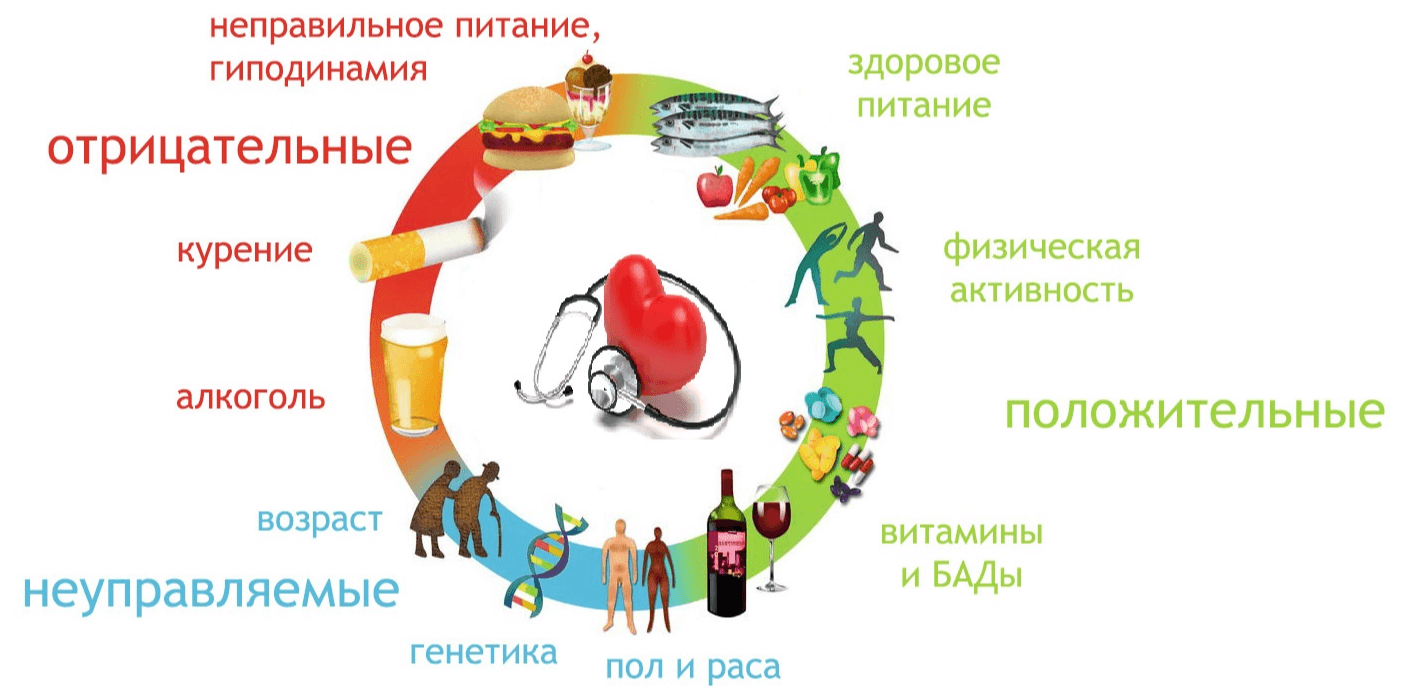 неправильное питание,
гиподинамия
отрицательные
курение
алкоголь
возраст
неуправляемые
генетика
пол и раса
здоровое
питание
физическая
активность
положительные
витамины
и БАДы